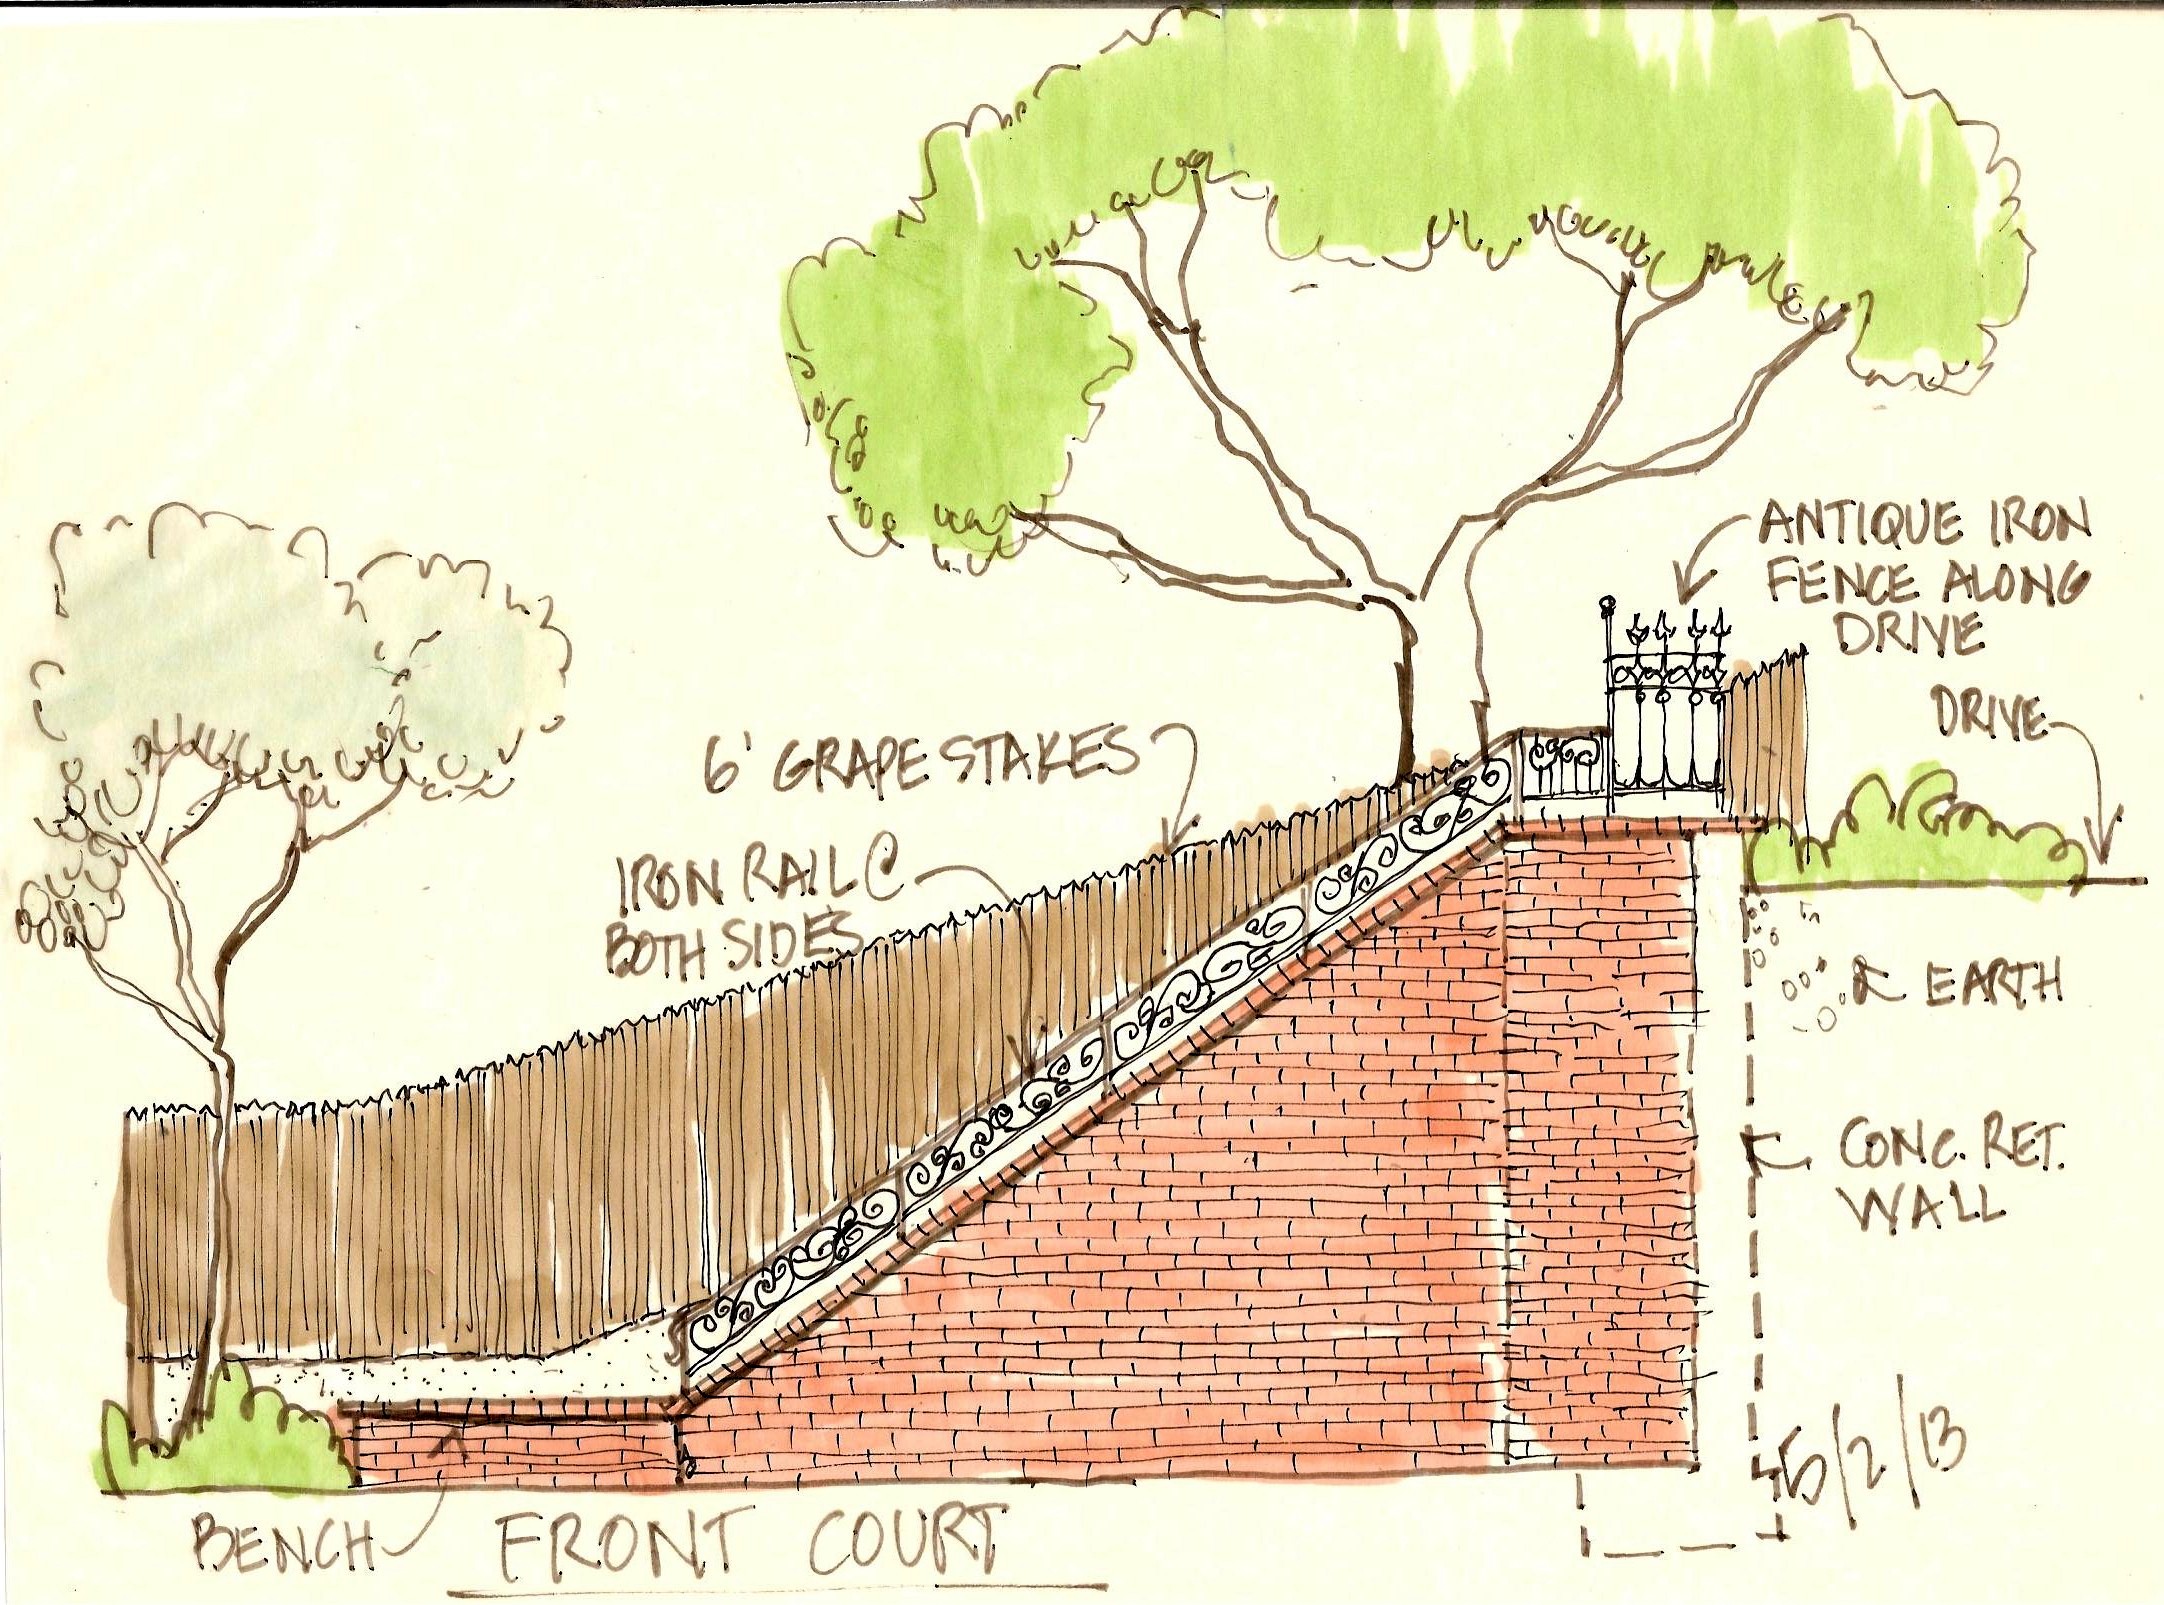 ANTIQUE IRON
FENCE ALONG
DRIVE
DRIVE
6' GRAPE STAKES
IRON RAIL @
BOTH SIDES
EARTH
CONC. RET.
WALL
5/2/13
BENCH
FRONT COURT